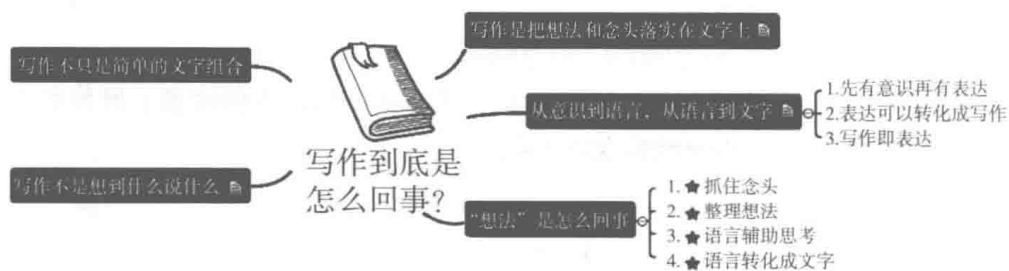 写作是把想法和念头落实在文字上
写作不只是简单的文字组合
从意识到语言，从语言到文字
1.先有意识再有表达
2.表达可以转化成写作
3.写作即表达
写作到底是
怎么回事？
写作不是想到什么说什么
“想法”是怎么回事
1.★抓住念头
2.★整理想法
3.★语言辅助思考
4.★语言转化成文字